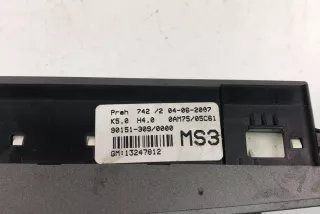 Preh 742 /2 04-06-2007
K5.0 H4.0 0AM75/05C61
90151-309/0000
MS3
GM:13247012